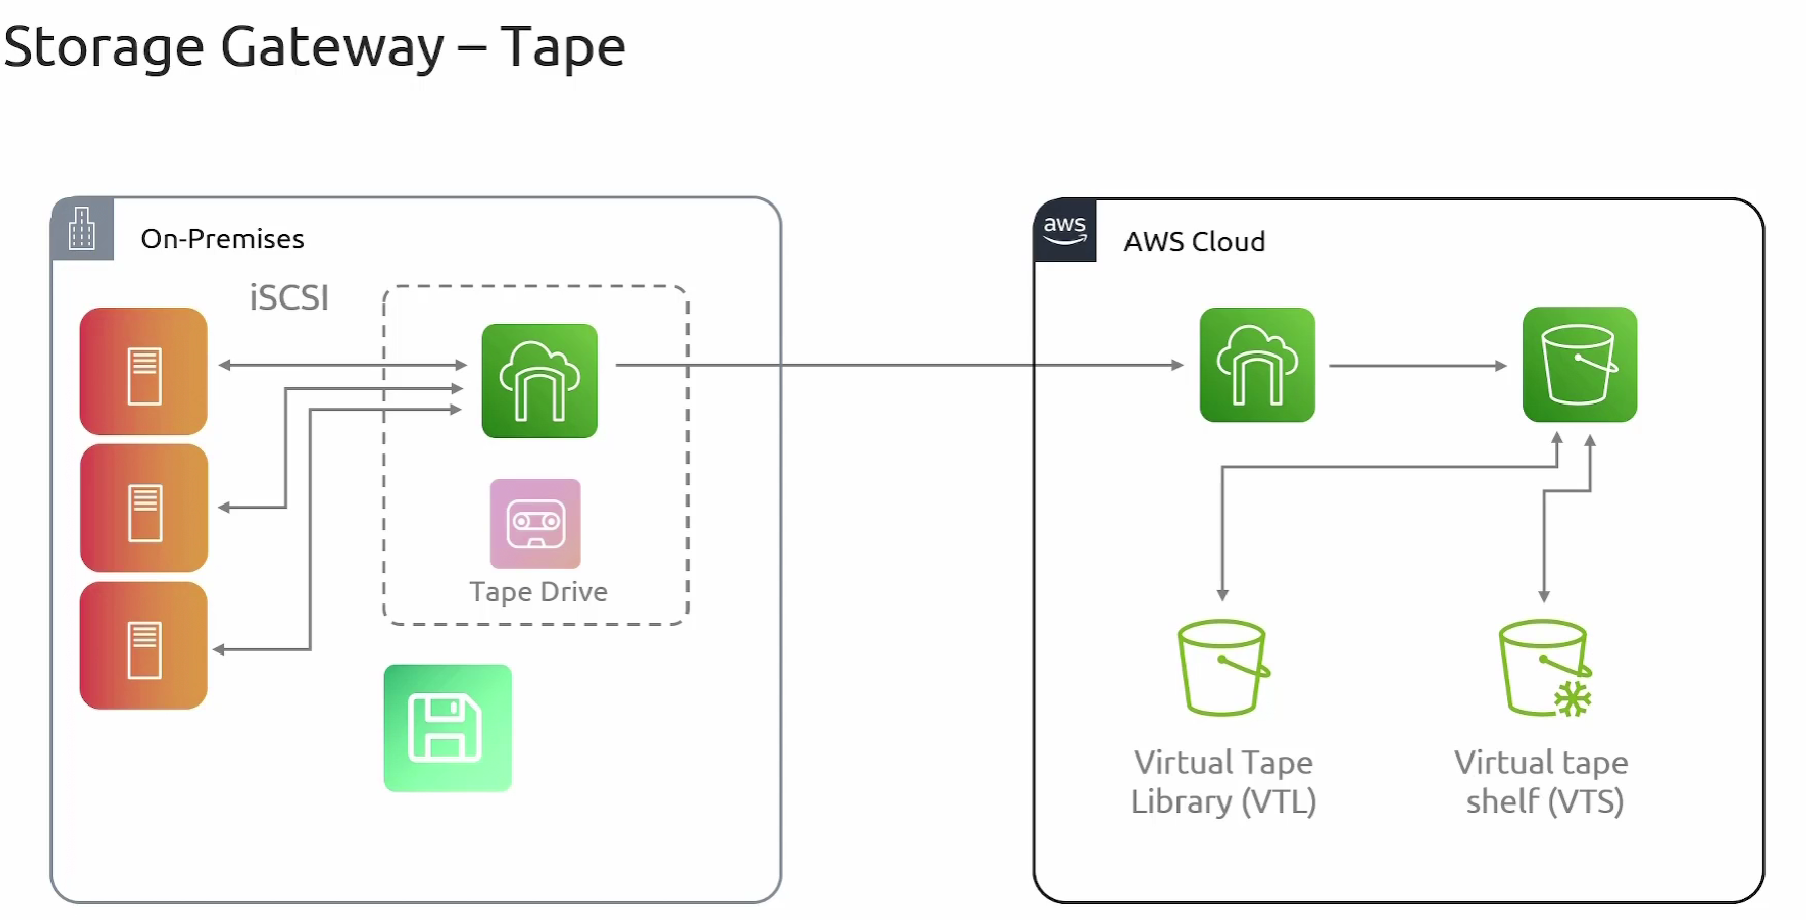 Storage Gateway – Tape
On-Premises
iSCSI
Tape Drive
aws
AWS Cloud
Virtual Tape
Library (VTL)
Virtual tape
shelf (VTS)